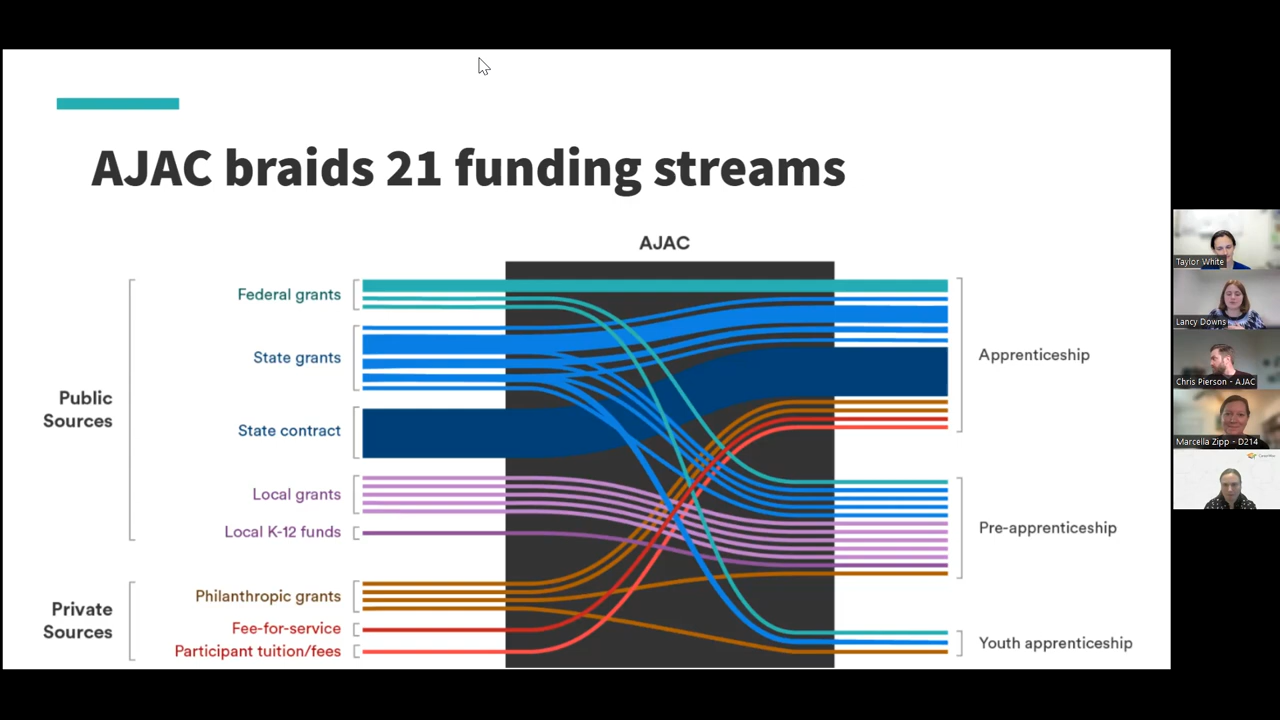 AJAC braids 21 funding streams
AJAC
Public
Sources
Federal grants
State grants
State contract
Local grants
Local K-12 funds
Private
Sources
Philanthropic grants
Fee-for-service
Participant tuition/fees
Apprenticeship
Pre-apprenticeship
Youth apprenticeship
Taylor White
Lancy Downs
Chris Pierson - AJAC
Marcella Zipp - D214